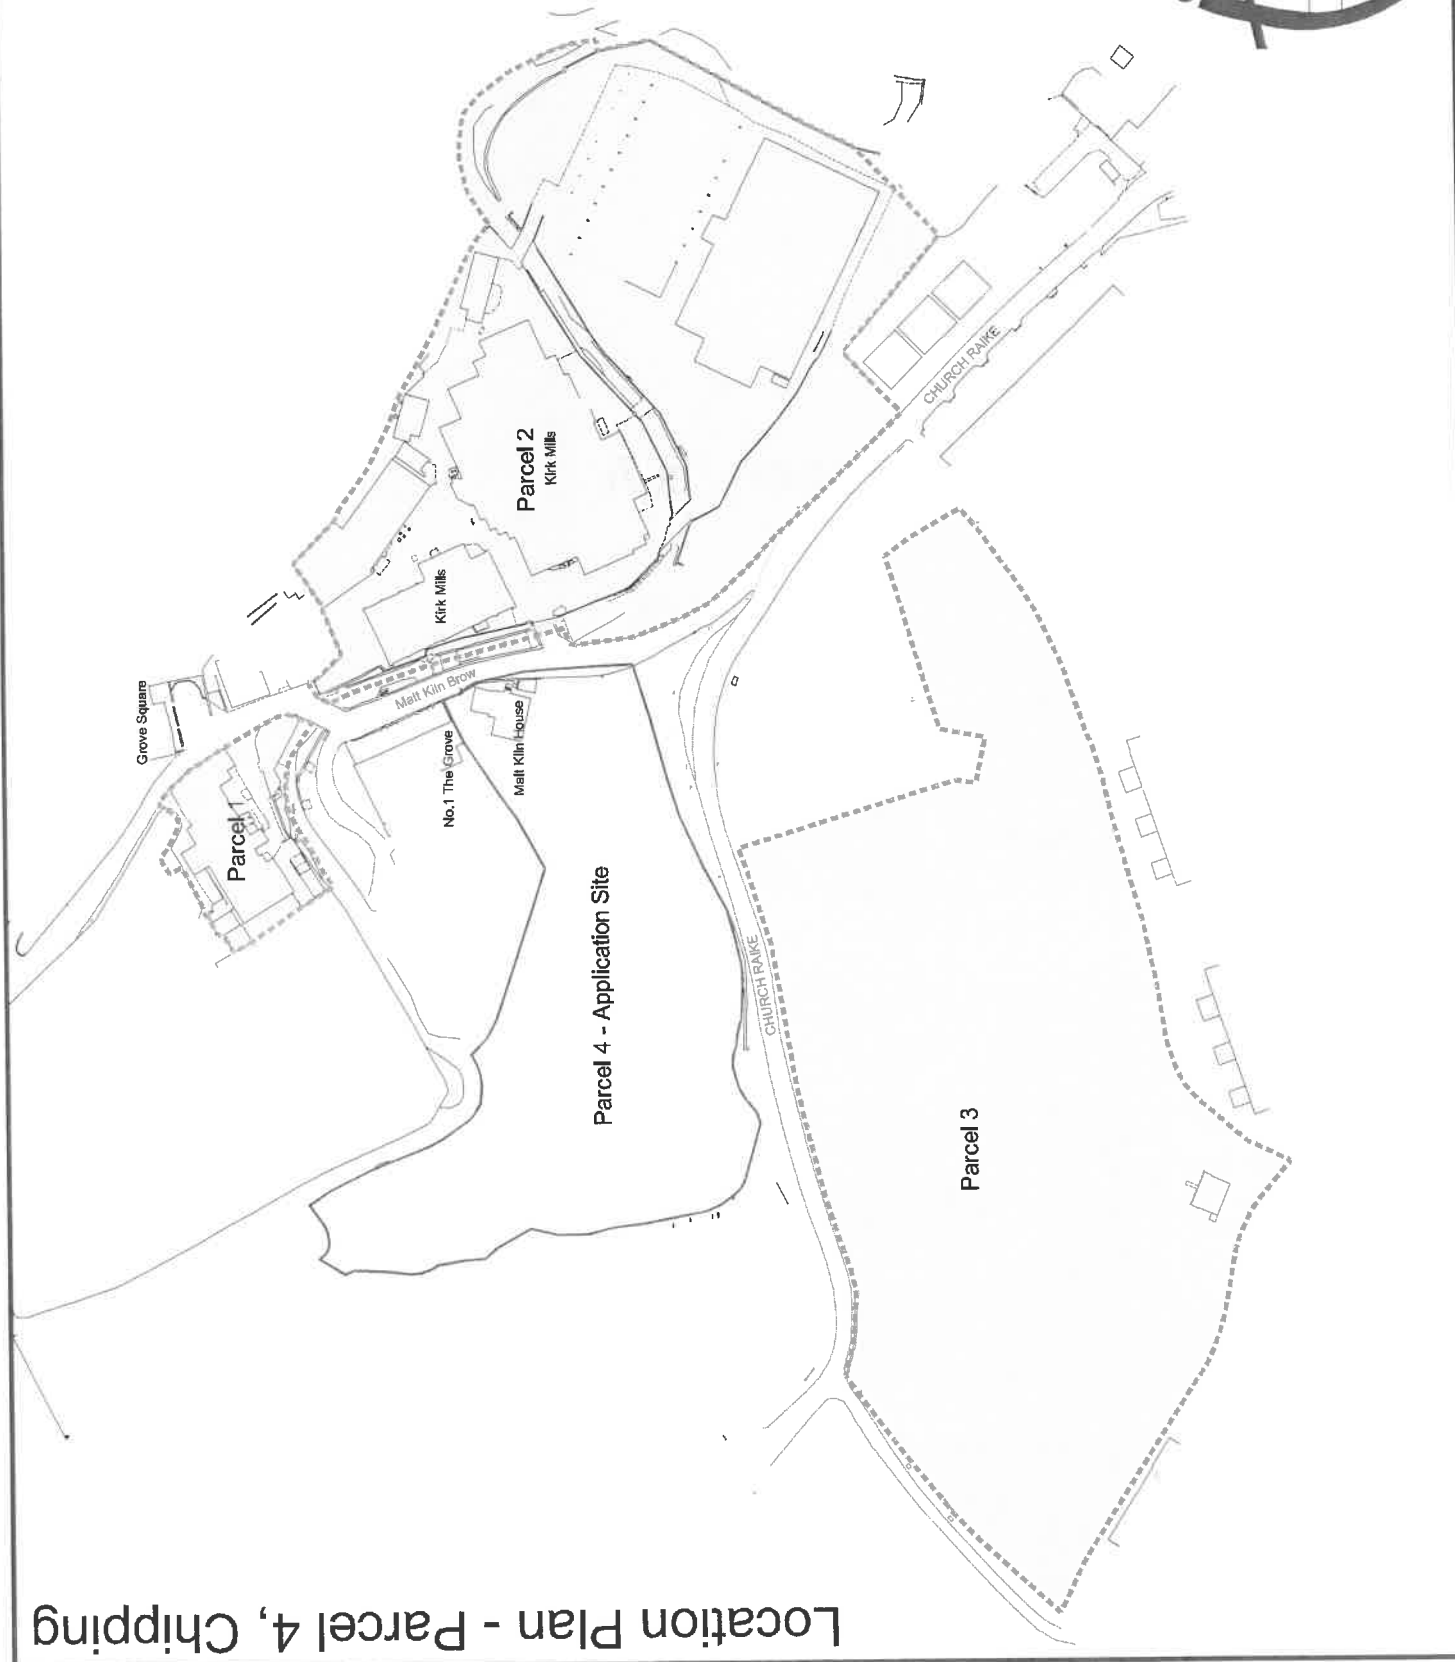 Location Plan - Parcel 4, Chipping
Grove Square
Parcel 1
Malt Kiln Brow
No.1 The Grove
Malt Kiln House
Kirk Mills
Parcel 2
Kirk Mills
Parcel 4 - Application Site
CHURCH RAIKE
CHURCH RAIKE
Parcel 3